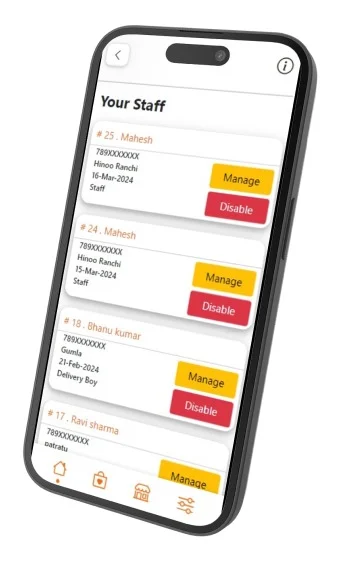 Your Staff
# 25 . Mahesh
789XXXXXXX
Hinoo Ranchi
16-Mar-2024
Staff
Manage
Disable
# 24 . Mahesh
789XXXXXXX
Hinoo Ranchi
15-Mar-2024
Staff
Manage
Disable
# 18 . Bhanu kumar
789XXXXXXX
Gumla
21-Feb-2024
Delivery Boy
Manage
Disable
# 17 . Ravi sharma
789XXXXXXX
patratu
Manage